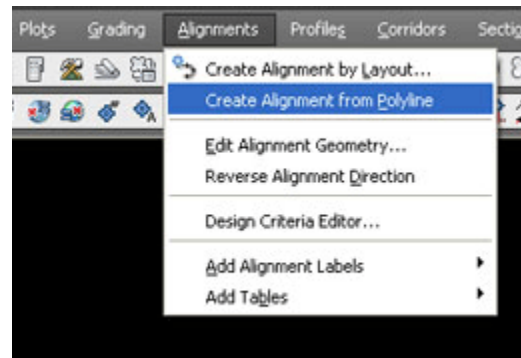 Plots Grading Alignments Profiles Corridors
Create Alignment by Layout...
Create Alignment from Polyline
Edit Alignment Geometry...
Reverse Alignment Direction
Design Criteria Editor...
Add Alignment Labels
Add Tables